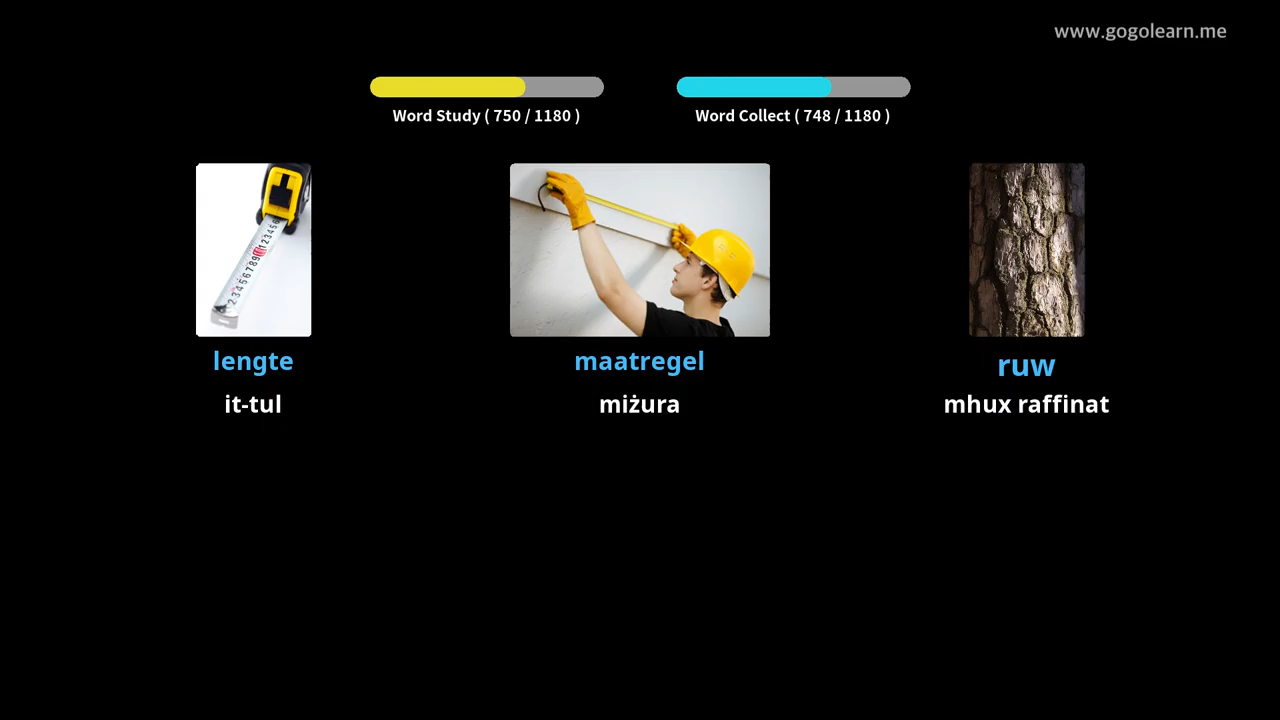 www.gogolearn.me
Word Study ( 750 / 1180 )
Word Collect ( 748 / 1180 )
lengte
maatregel
ruw
it-tul
miżura
mhux raffinat